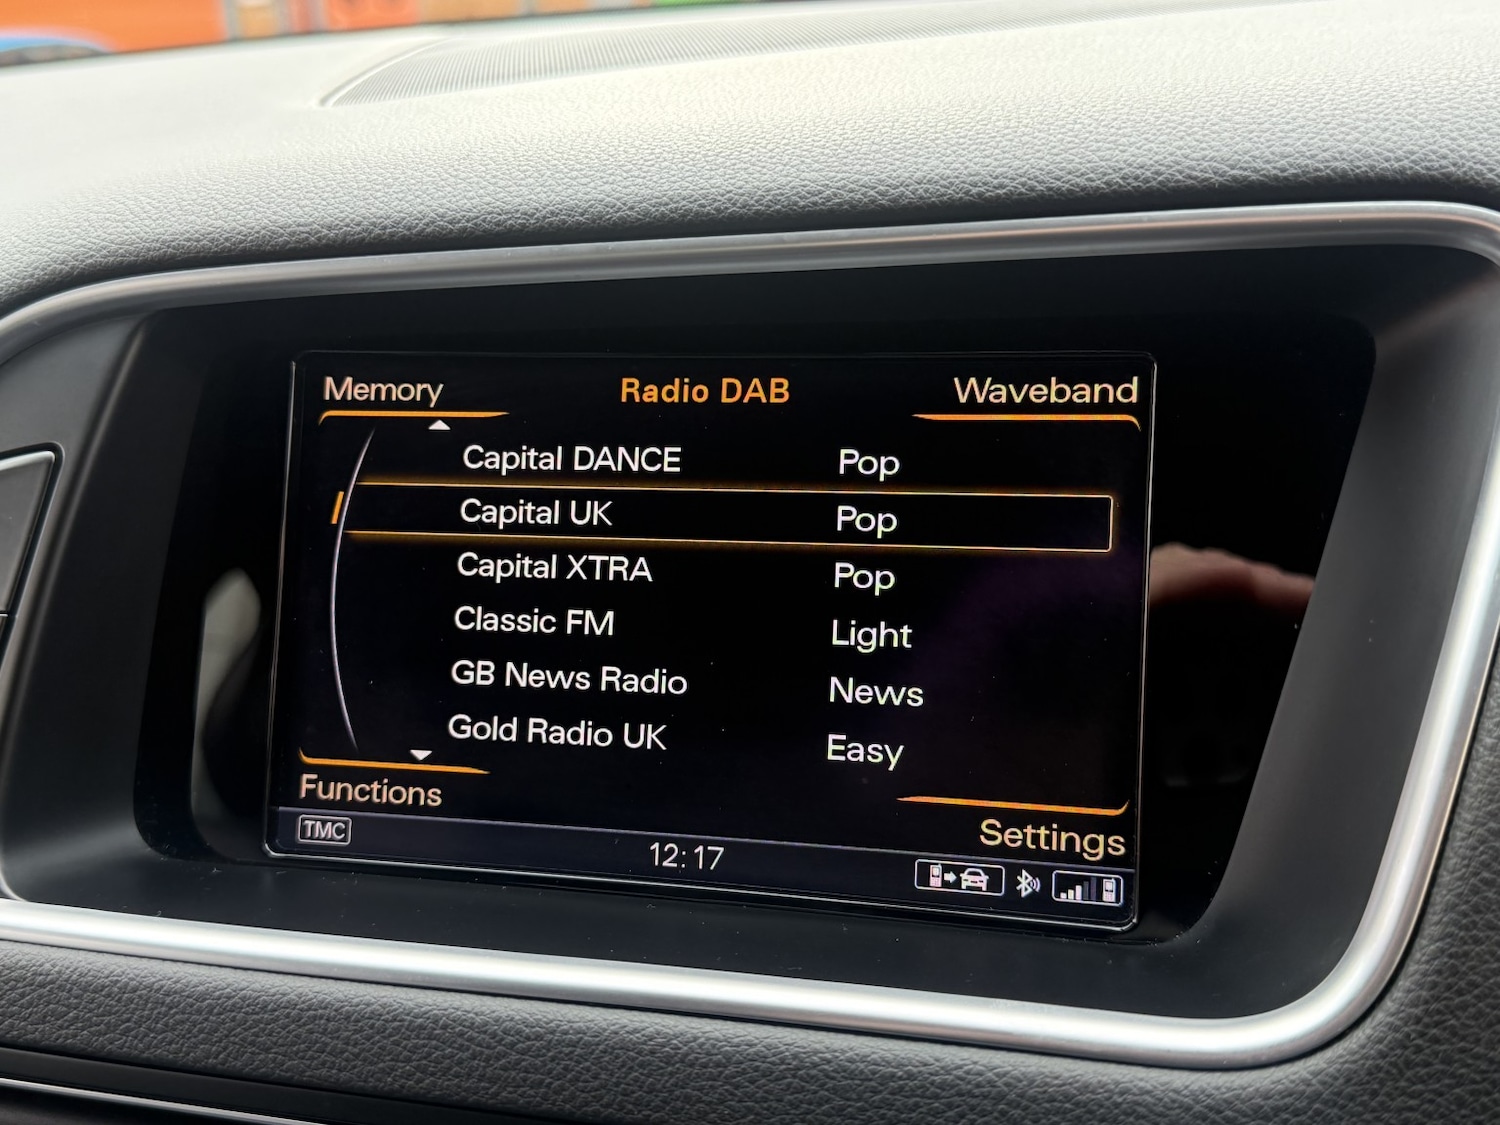 Memory Radio DAB Waveband
Capital DANCE Pop
Capital UK Pop
Capital XTRA Pop
Classic FM Light
GB News Radio News
Gold Radio UK Easy
Functions
Settings
TMC 12:17